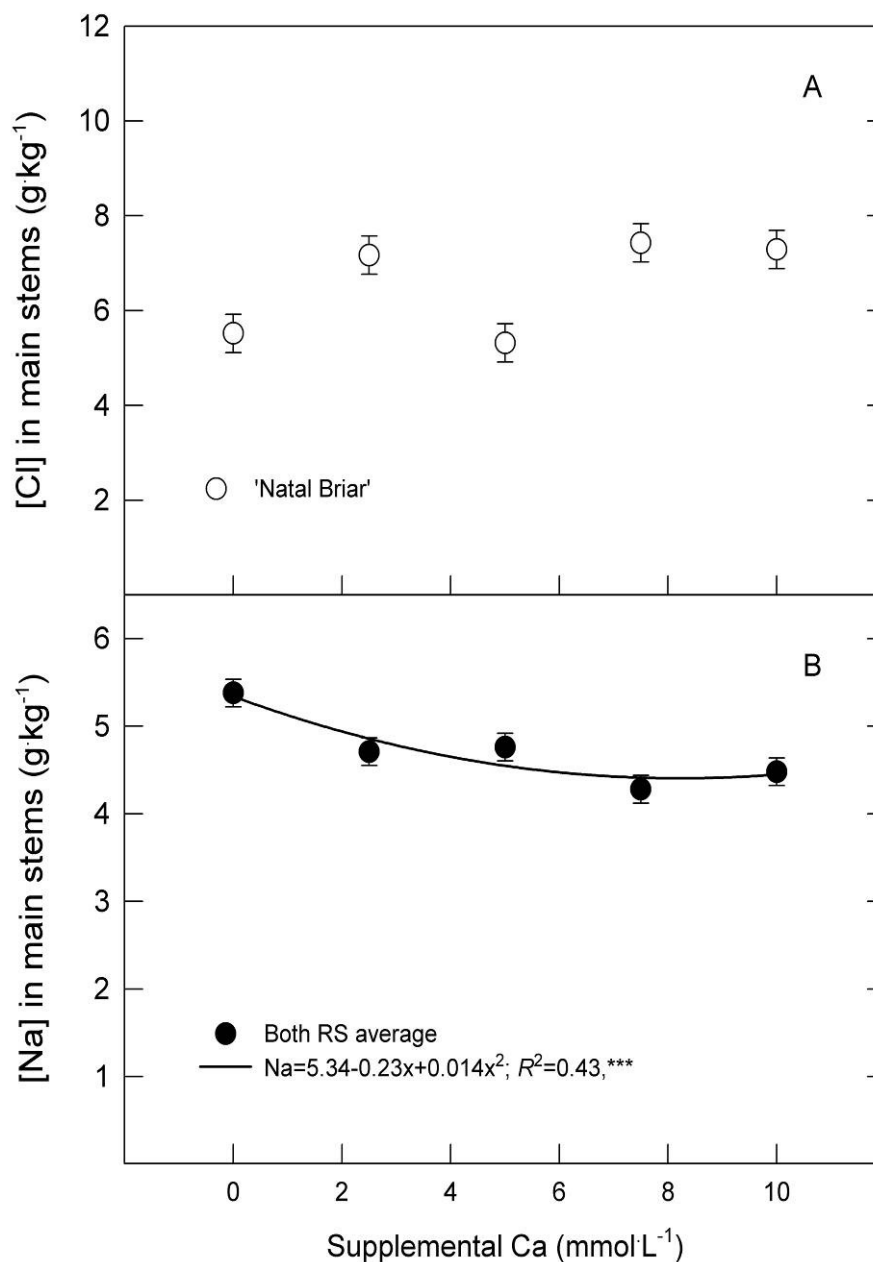 12
10
8
6
4
2
[Cl] in main stems (g·kg⁻¹)
A
'Natal Briar'
6
5
4
3
2
1
[Na] in main stems (g·kg⁻¹)
B
Both RS average
Na=5.34-0.23x+0.014x²; R²=0.43,***
0 2 4 6 8 10
Supplemental Ca (mmol·L⁻¹)